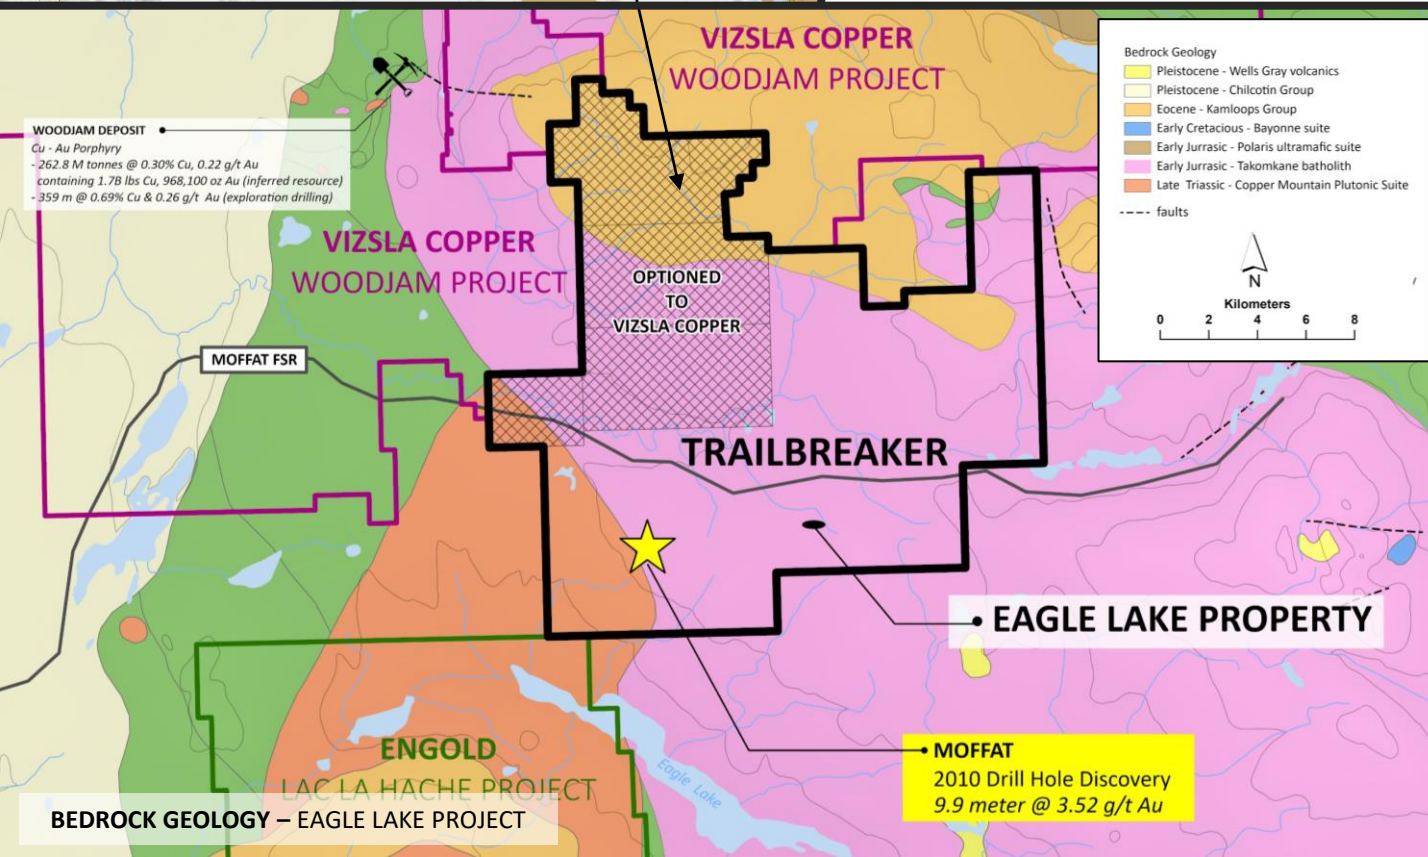 VIZSLA COPPER
WOODJAM PROJECT
WOODJAM DEPOSIT
Cu - Au Porphyry
- 262.8 M tonnes @ 0.30% Cu, 0.22 g/t Au
containing 1.7B lbs Cu, 968,100 oz Au (inferred resource)
- 359 m @ 0.69% Cu & 0.26 g/t Au (exploration drilling)
Bedrock Geology
Pleistocene - Wells Gray volcanics
Pleistocene - Chilcotin Group
Eocene - Kamloops Group
Early Cretacious - Bayonne suite
Early Jurrasic - Polaris ultramafic suite
Early Jurrasic - Takomkane batholith
Late Triassic - Copper Mountain Plutonic Suite
faults
N
Kilometers
0 2 4 6 8
VIZSLA COPPER
WOODJAM PROJECT
OPTIONED
TO
VIZSLA COPPER
MOFFAT FSR
TRAILBREAKER
EAGLE LAKE PROPERTY
MOFFAT
2010 Drill Hole Discovery
9.9 meter @ 3.52 g/t Au
Eagle Lake
ENGOLD
LAC LA HACHE PROJECT
BEDROCK GEOLOGY – EAGLE LAKE PROJECT